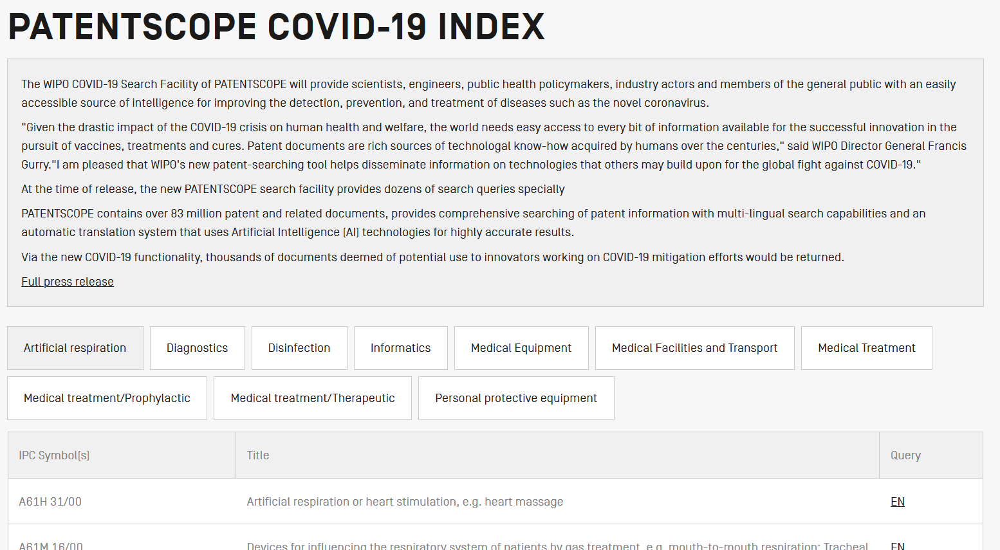 PATENTSCOPE COVID-19 INDEX
The WIPO COVID-19 Search Facility of PATENTSCOPE will provide scientists, engineers, public health policymakers, industry actors and members of the general public with an easily
accessible source of intelligence for improving the detection, prevention, and treatment of diseases such as the novel coronavirus.
"Given the drastic impact of the COVID-19 crisis on human health and welfare, the world needs easy access to every bit of information available for the successful innovation in the
pursuit of vaccines, treatments and cures. Patent documents are rich sources of technologal know-how acquired by humans over the centuries," said WIPO Director General Francis
Gurry."I am pleased that WIPO's new patent-searching tool helps disseminate information on technologies that others may build upon for the global fight against COVID-19."
At the time of release, the new PATENTSCOPE search facility provides dozens of search queries specially
PATENTSCOPE contains over 83 million patent and related documents, provides comprehensive searching of patent information with multi-lingual search capabilities and an
automatic translation system that uses Artificial Intelligence (AI) technologies for highly accurate results.
Via the new COVID-19 functionality, thousands of documents deemed of potential use to innovators working on COVID-19 mitigation efforts would be returned.
Full press release
Artificial respiration Diagnostics Disinfection Informatics Medical Equipment Medical Facilities and Transport Medical Treatment
Medical treatment/Prophylactic Medical treatment/Therapeutic Personal protective equipment
IPC Symbol(s) Title Query
A61H 31/00 Artificial respiration or heart stimulation, e.g. heart massage EN
A61M 16/00 Devices for influencing the respiratory system of patients by gas treatment, e.g. mouth-to-mouth respiration; Tracheal EN